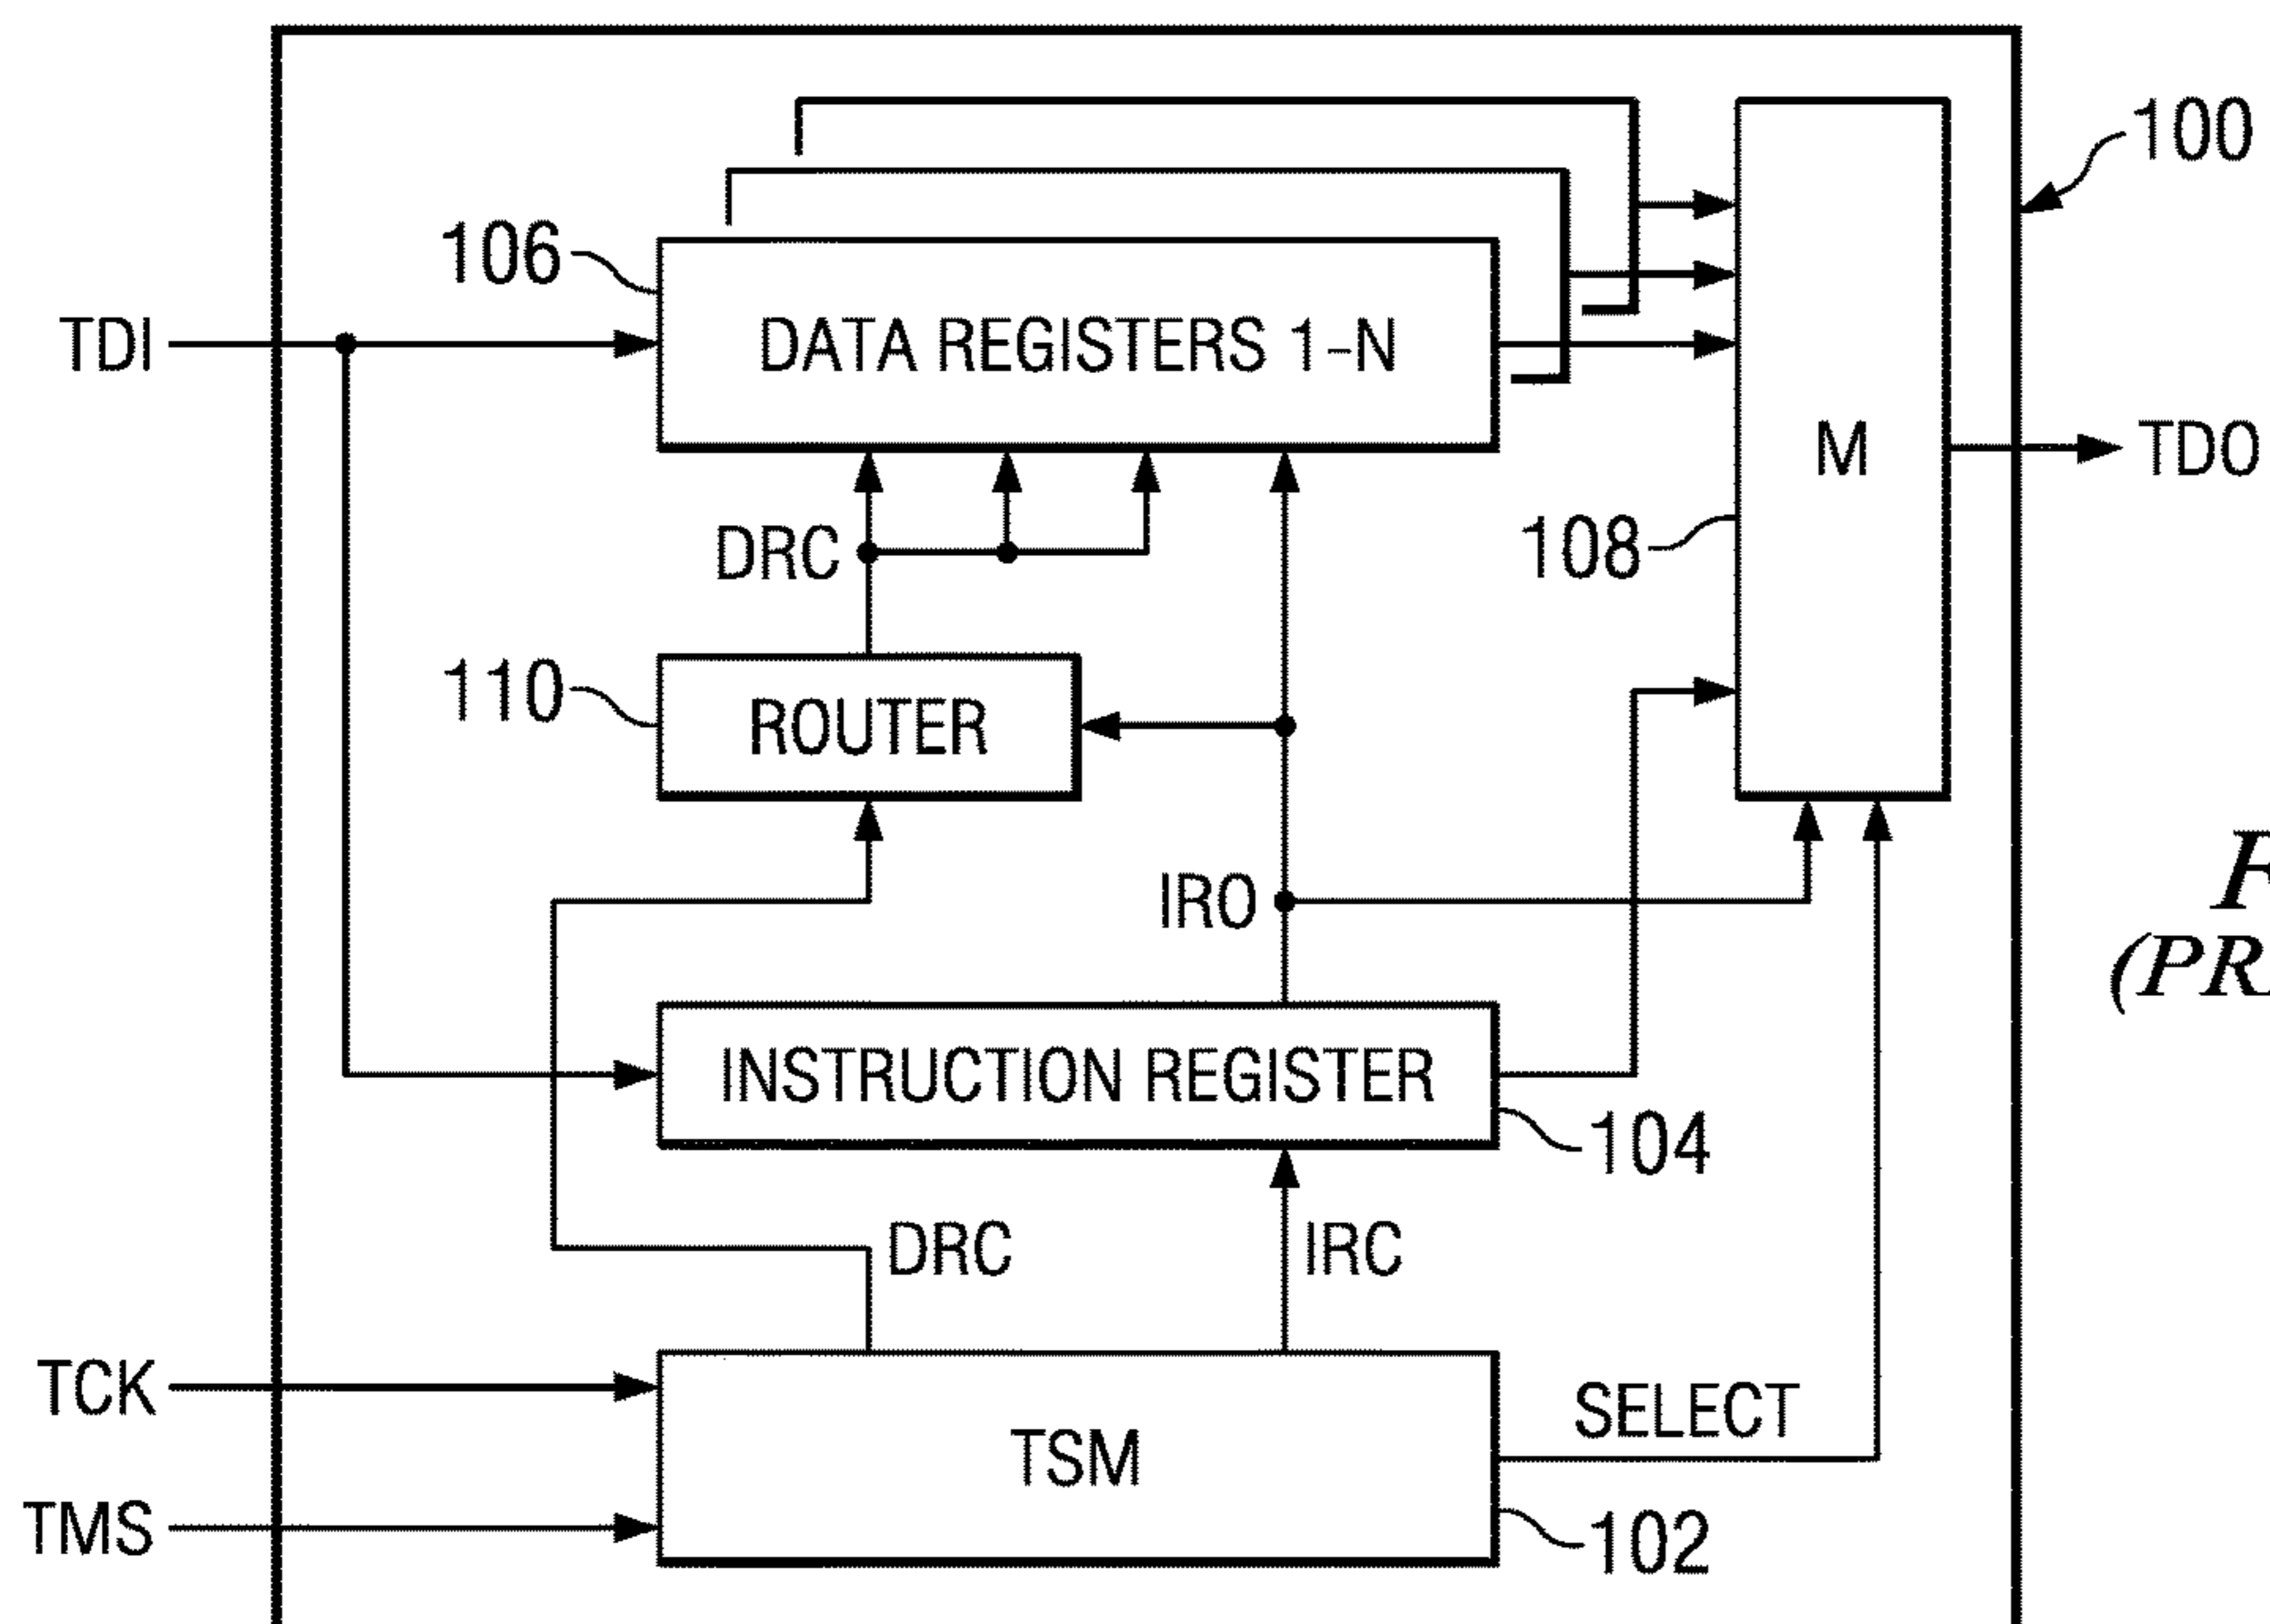 100
106
TDI
DATA REGISTERS 1-N
M
TDO
DRC
108
110
ROUTER
IRO
INSTRUCTION REGISTER
104
DRC
IRC
TCK
SELECT
TSM
TMS
102